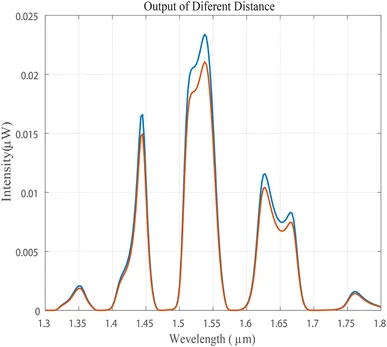 Output of Diferent Distance
Intensity(μW)
0.025
0.02
0.015
0.01
0.005
0
1.3 1.35 1.4 1.45 1.5 1.55 1.6 1.65 1.7 1.75 1.8
Wavelength ( μm)